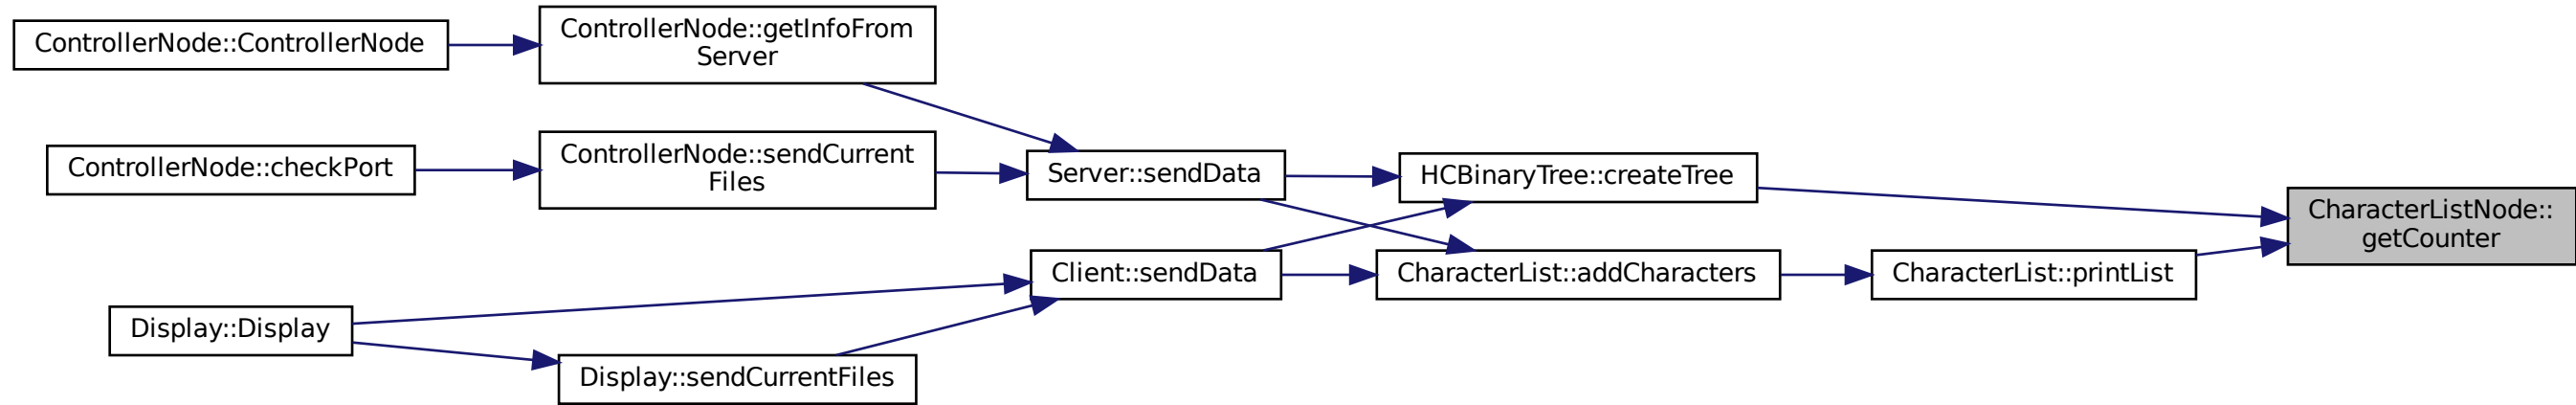 ControllerNode::ControllerNode
ControllerNode::getInfoFrom
Server
ControllerNode::checkPort
ControllerNode::sendCurrent
Files
Server::sendData
HCBinaryTree::createTree
CharacterListNode::
getCounter
Client::sendData
CharacterList::addCharacters
CharacterList::printList
Display::Display
Display::sendCurrentFiles